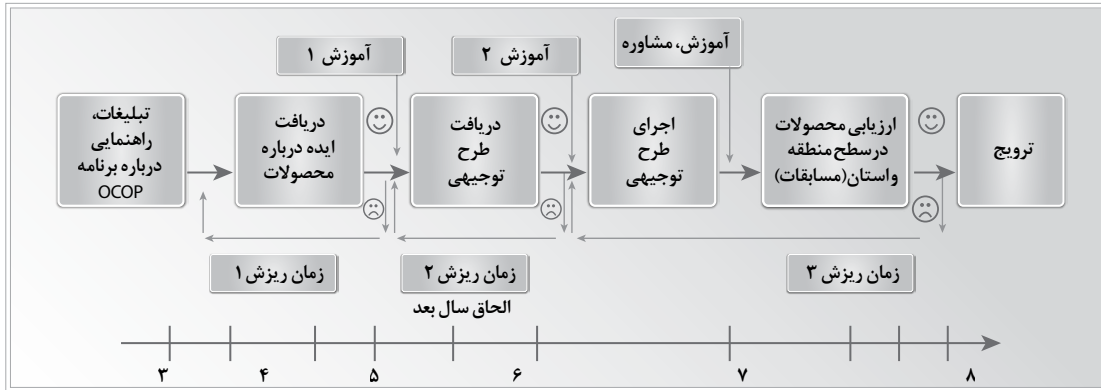 آموزش ۱
آموزش ۲
آموزش، مشاوره
تبلیغات،
راهنمایی
درباره برنامه
OCOP
دریافت
ایده درباره
محصولات
دریافت
طرح
توجیهی
اجرای
طرح
توجیهی
ارزیابی محصولات
درسطح منطقه
واستان(مسابقات)
ترویج
زمان ریزش ۱
زمان ریزش ۲
الحاق سال بعد
زمان ریزش ۳
۳ ۴ ۵ ۶ ۷ ۸